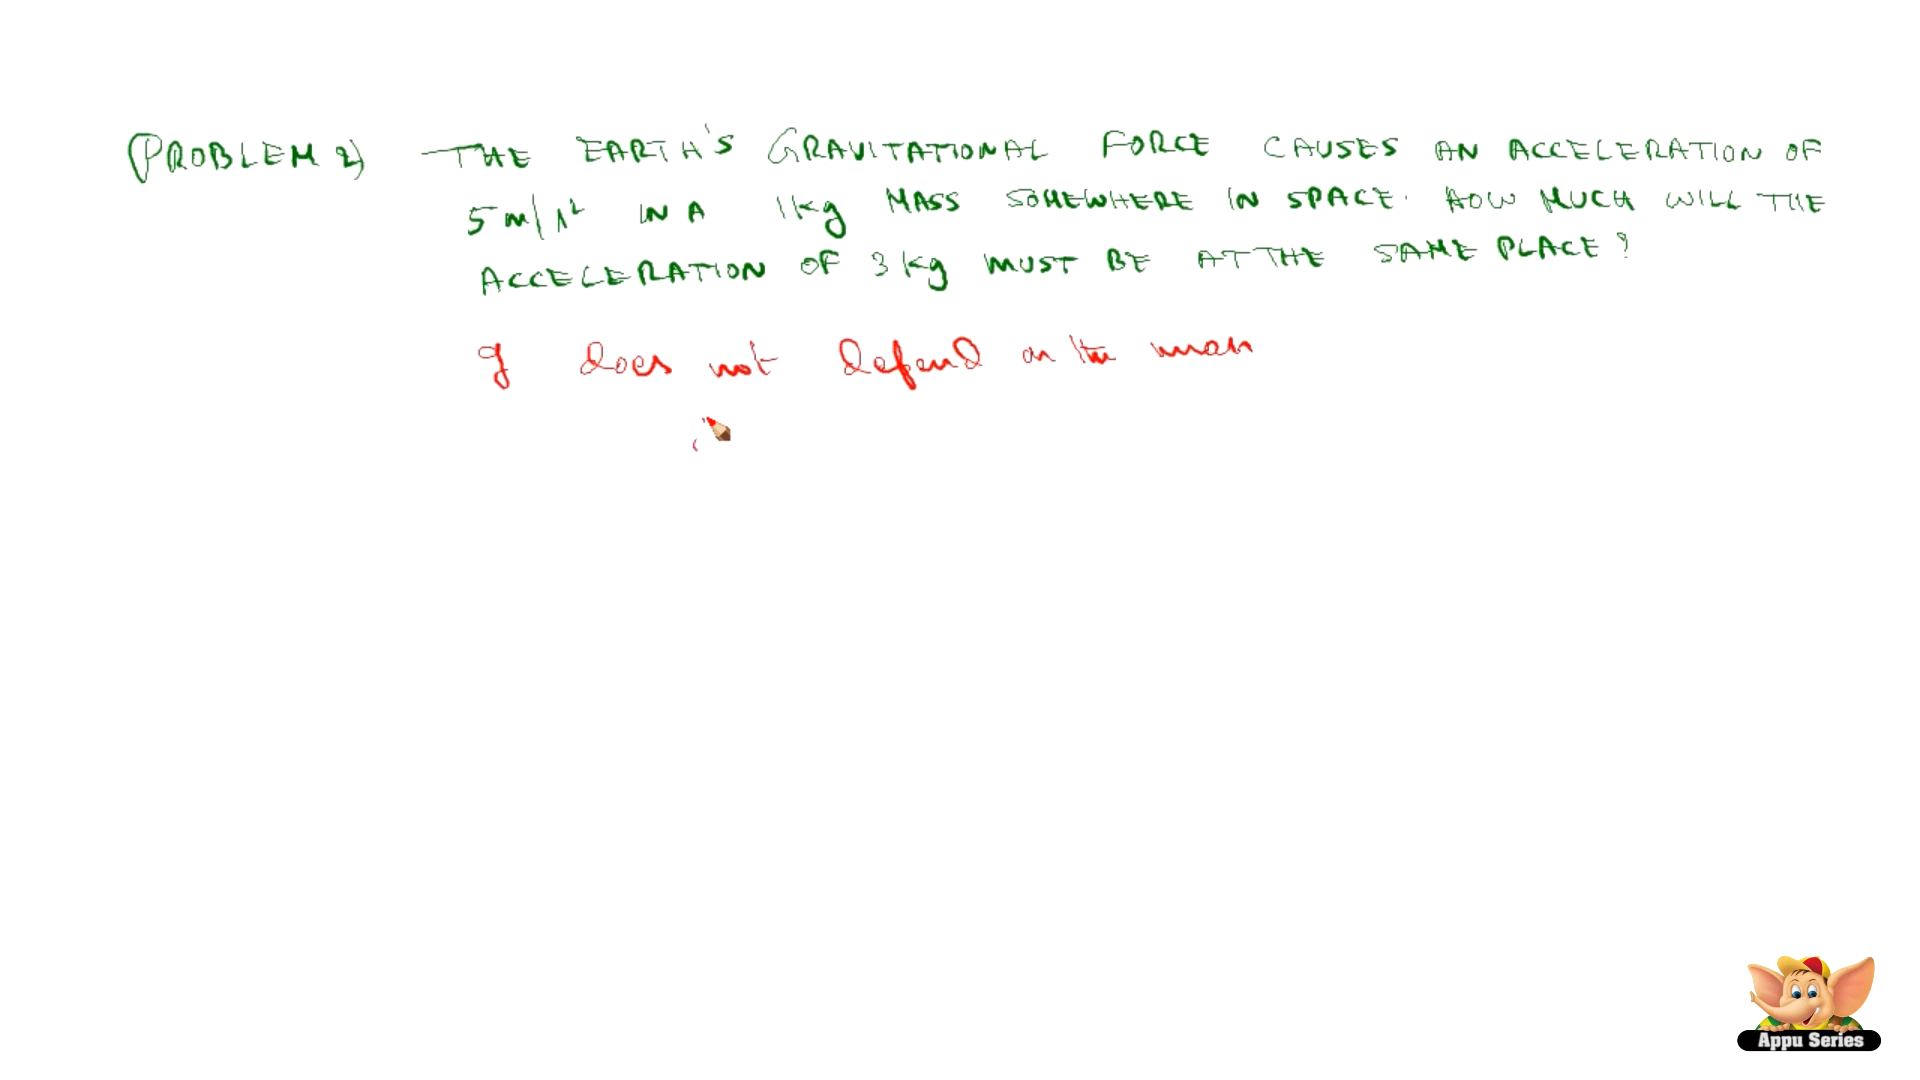 PROBLEM 2) THE EARTH'S GRAVITATIONAL FORCE CAUSES AN ACCELERATION OF
5 m/s² IN A 1kg MASS SOMEWHERE IN SPACE. HOW MUCH WILL THE
ACCELERATION OF 3 kg MUST BE AT THE SAME PLACE?
g does not depend on the mass
Appu Series